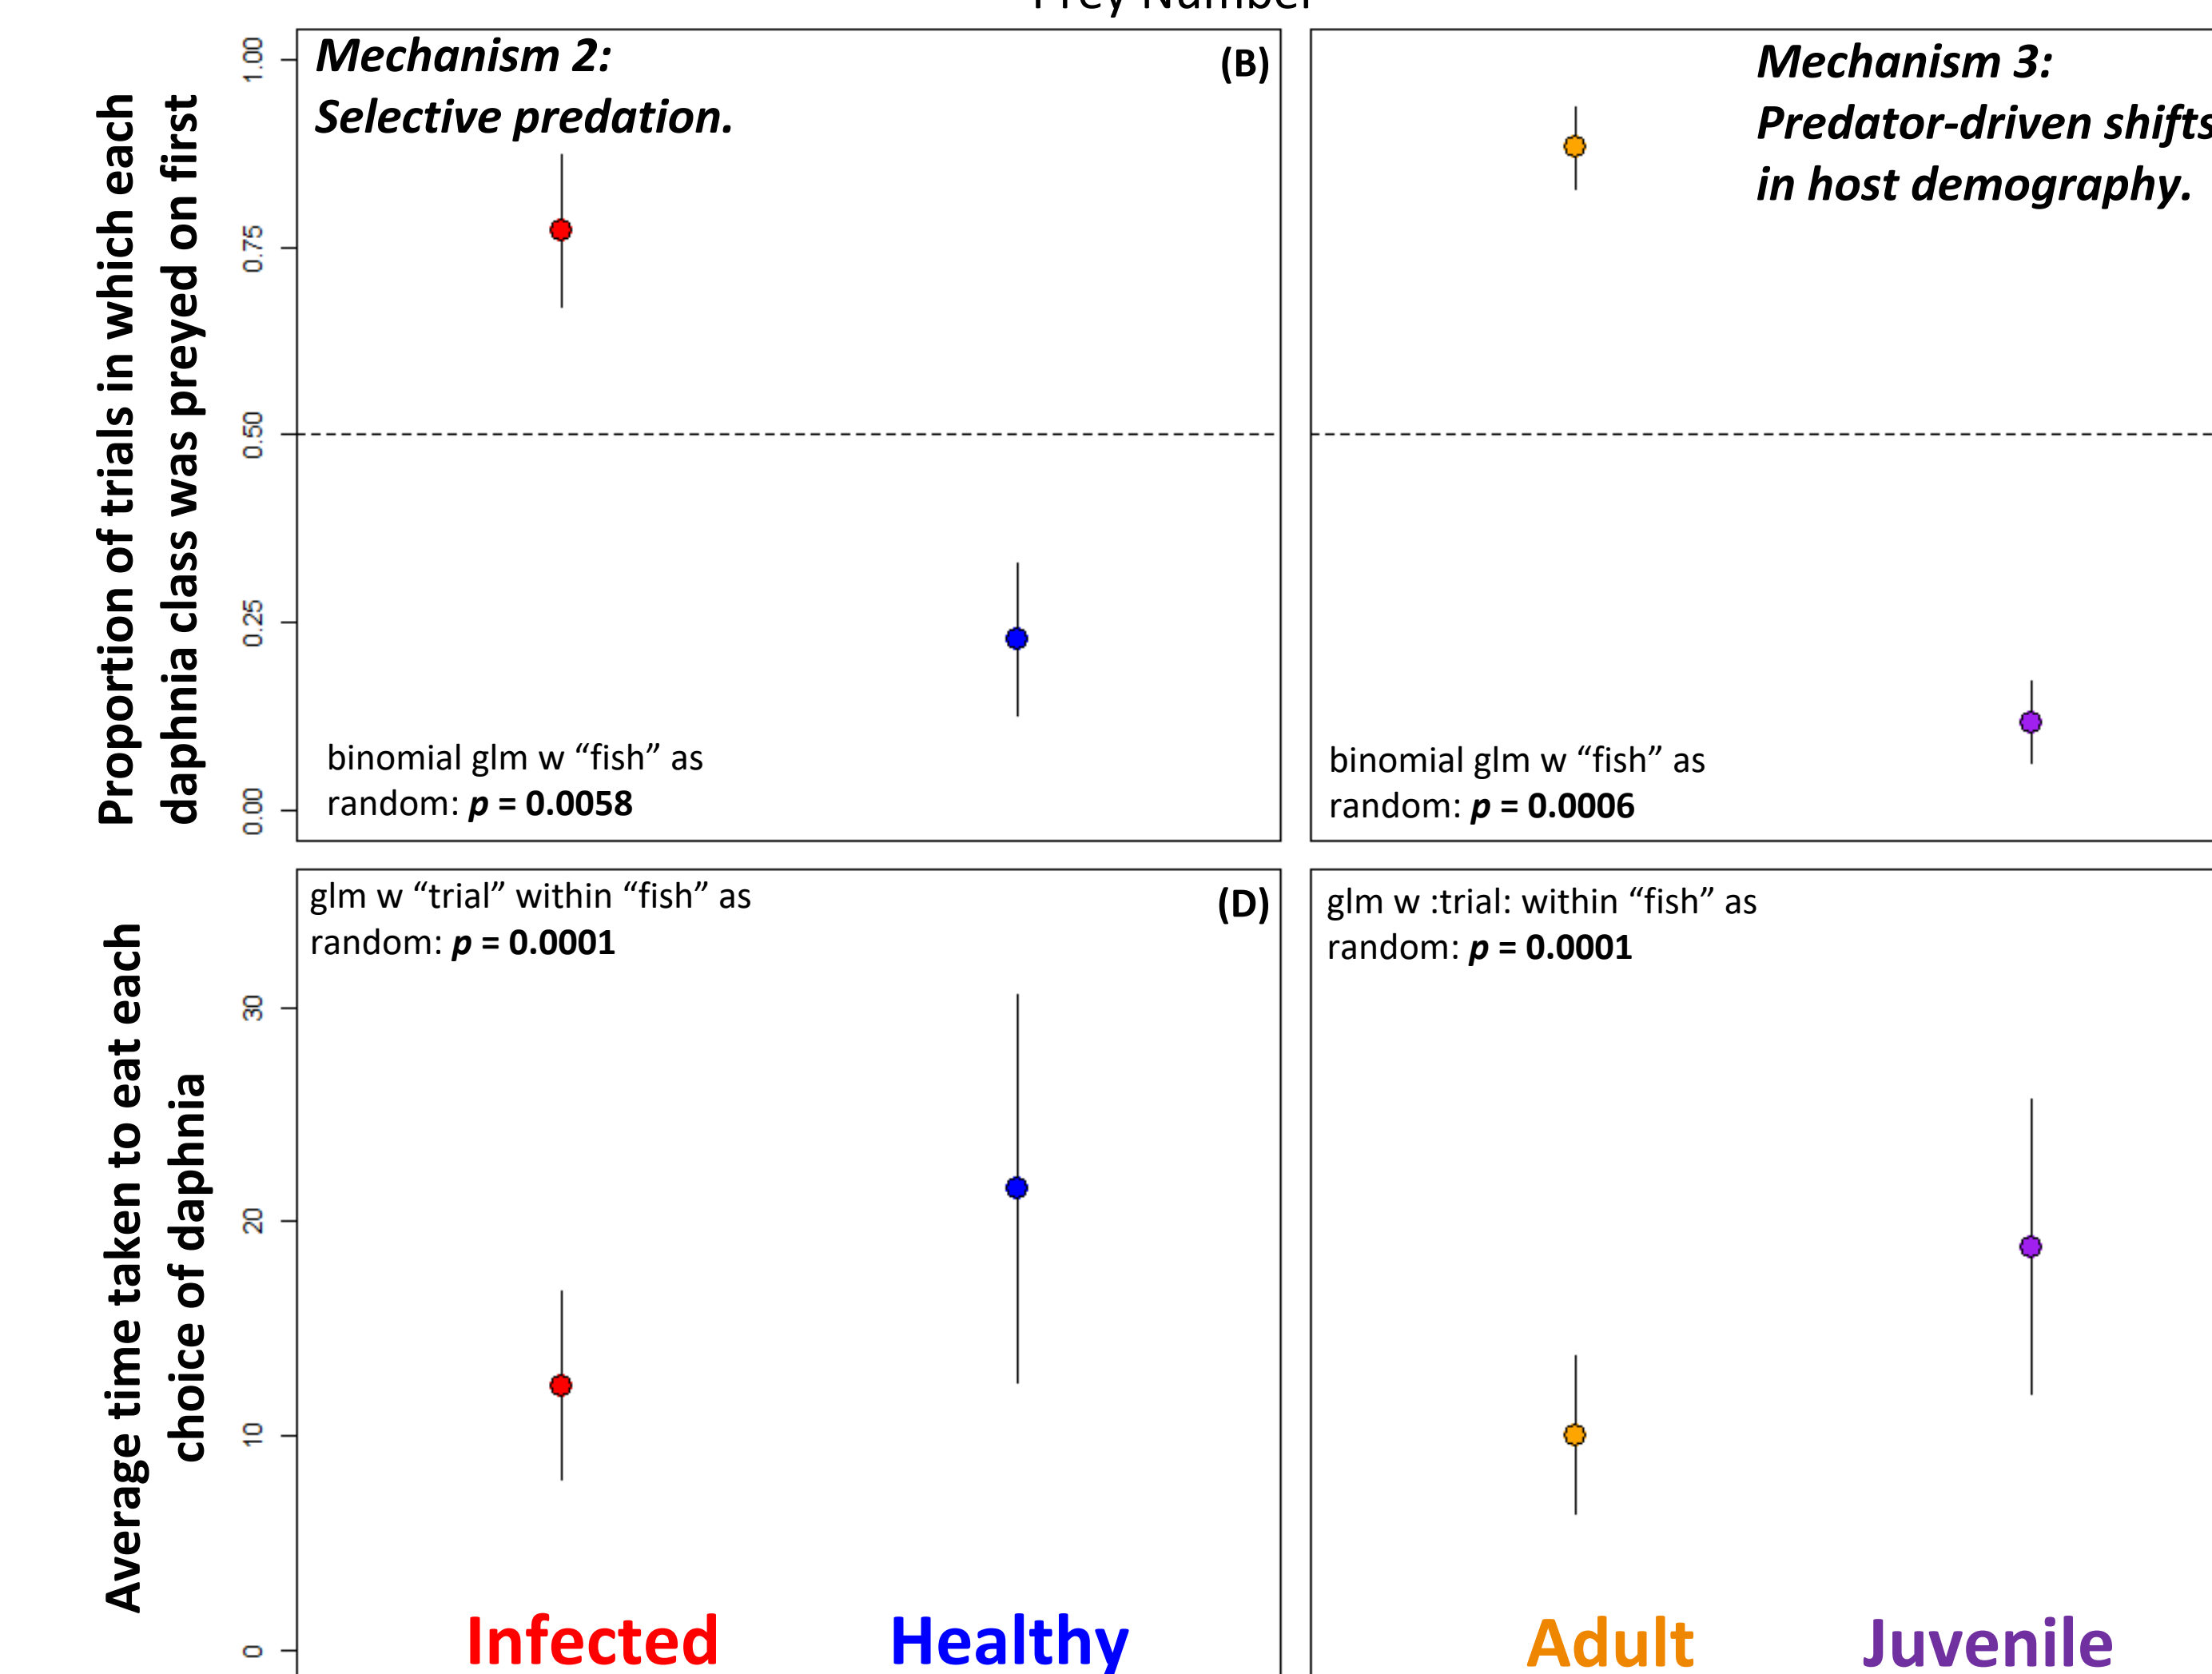 Prey Number
Proportion of trials in which each
daphnia class was preyed on first
1.00
0.75
0.50
0.25
0.00
Mechanism 2:
Selective predation.
(B)
binomial glm w “fish” as
random: p = 0.0058
Mechanism 3:
Predator-driven shifts
in host demography.
binomial glm w “fish” as
random: p = 0.0006
Average time taken to eat each
choice of daphnia
30
20
10
0
glm w “trial” within “fish” as
random: p = 0.0001
(D)
Infected
Healthy
glm w :trial: within “fish” as
random: p = 0.0001
Adult
Juvenile